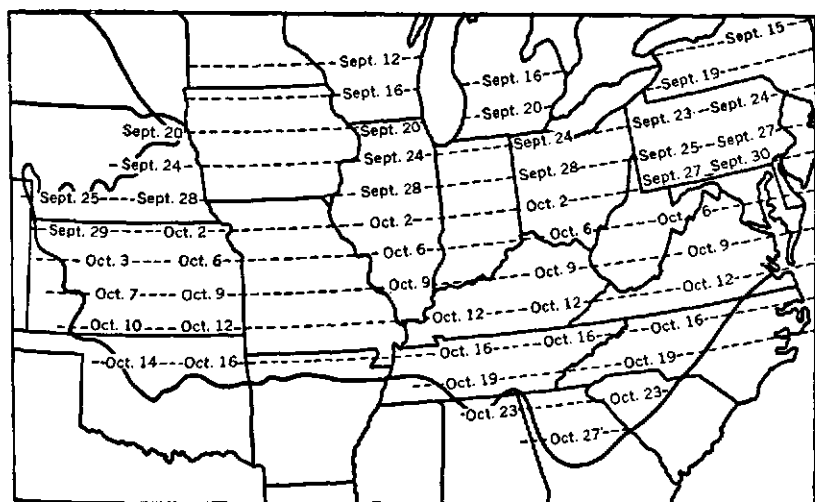 Sept. 15
Sept. 12
Sept. 16 Sept. 19
Sept. 16
Sept. 20 Sept. 23 Sept. 24
Sept. 20 Sept. 20 Sept. 24
Sept. 24 Sept. 24 Sept. 28 Sept. 25 Sept. 27
Sept. 28 Sept. 27 Sept. 30
Sept. 25 Sept. 28 Oct. 2
Oct. 2 Oct. 6 Oct. 6
Sept. 29 Oct. 2
Oct. 3 Oct. 6 Oct. 6 Oct. 9 Oct. 9
Oct. 7 Oct. 9 Oct. 9 Oct. 12 Oct. 12
Oct. 10 Oct. 12 Oct. 12 Oct. 16 Oct. 16
Oct. 14 Oct. 16 Oct. 16 Oct. 19
Oct. 19 Oct. 23
Oct. 23
Oct. 27